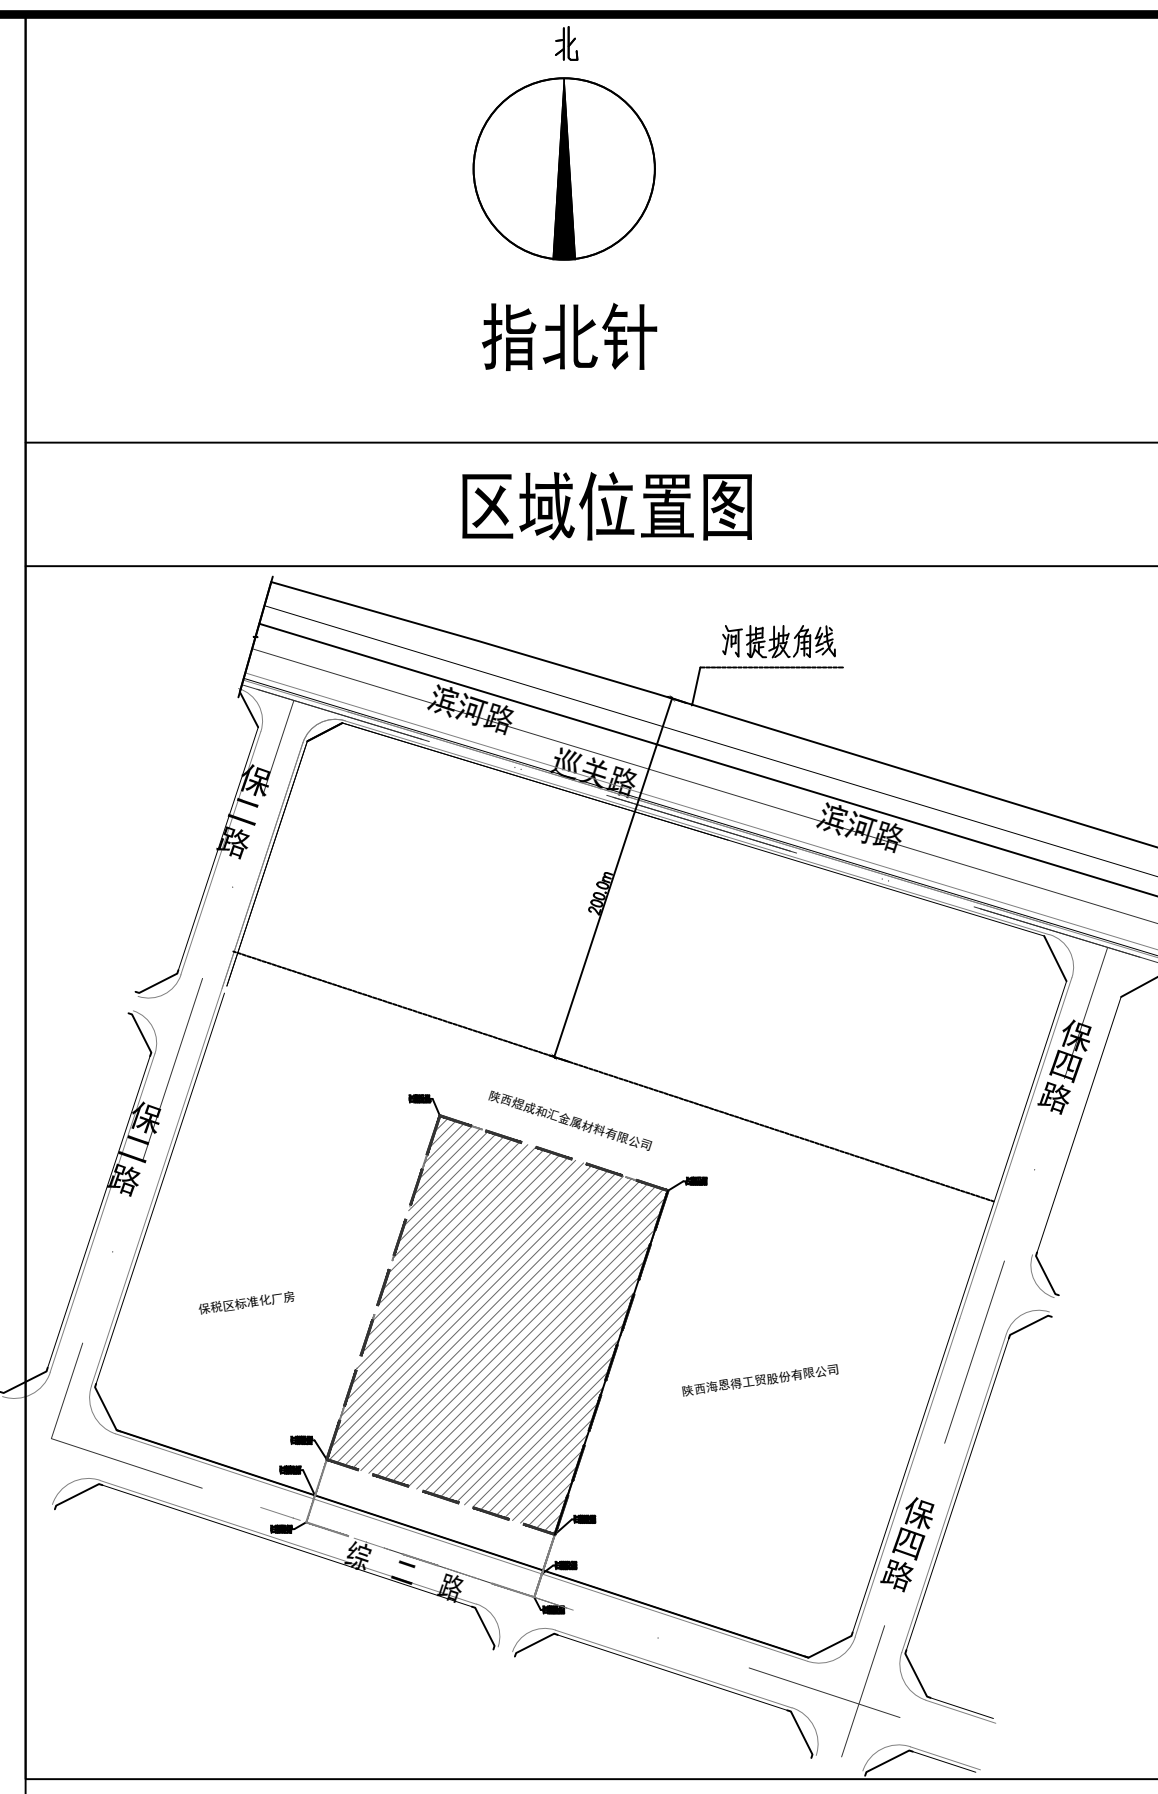 北
指北针
区域位置图
河提坡角线
滨河路
巡关路
滨河路
保二路
200.0m
保四路
保二路
陕西煜成和汇金属材料有限公司
保税区标准化厂房
陕西海恩得工贸股份有限公司
保四路
综二路